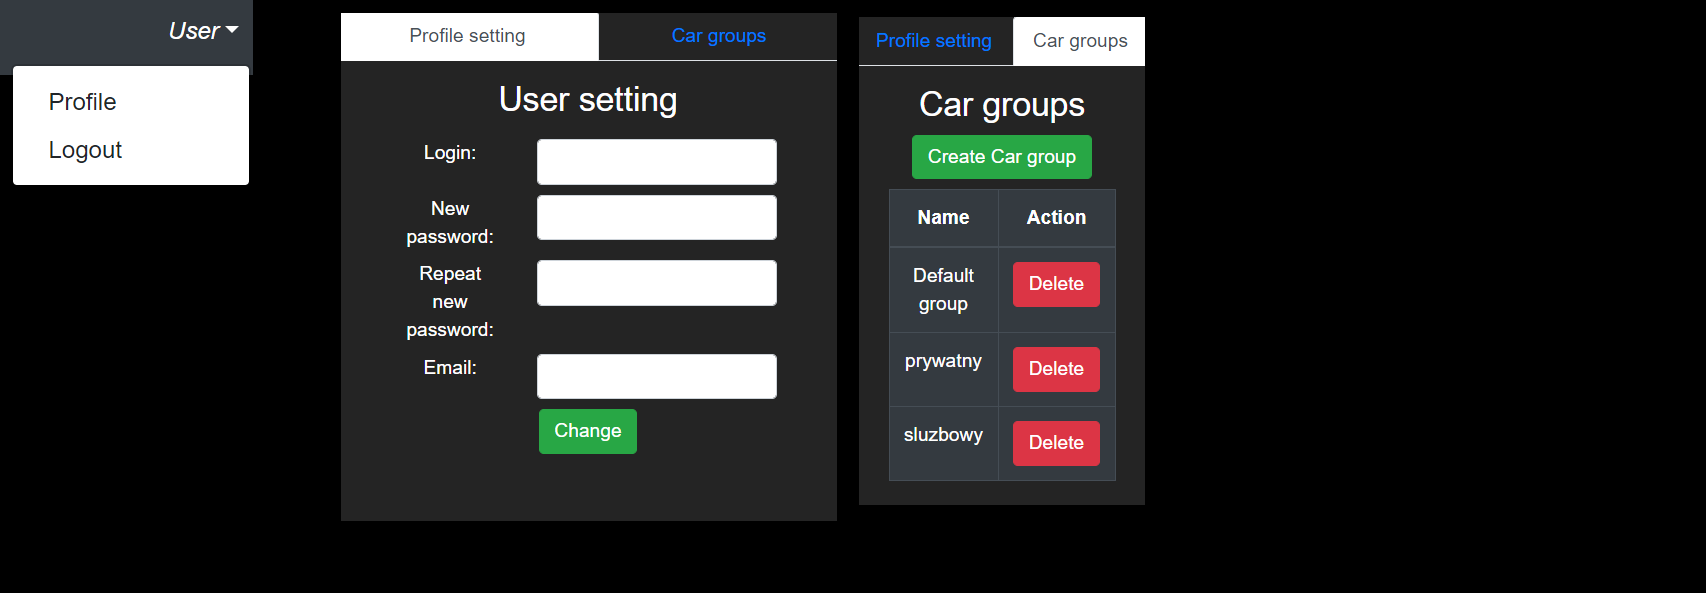 User
Profile
Logout
Profile setting
Car groups
User setting
Login:
New
password:
Repeat
new
password:
Email:
Change
Profile setting
Car groups
Car groups
Create Car group
Name Action
Default
group
Delete
prywatny Delete
sluzbowy Delete